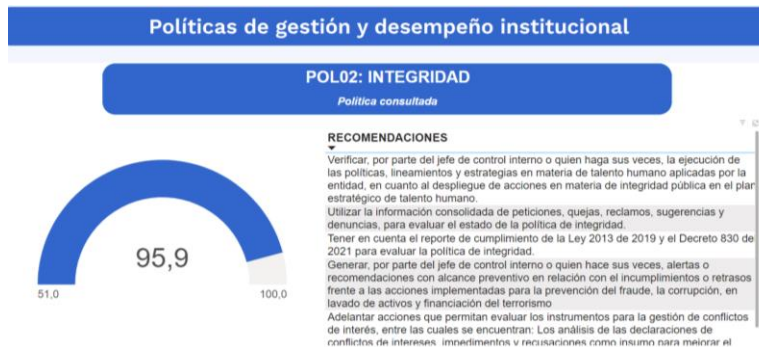 Políticas de gestión y desempeño institucional
POL02: INTEGRIDAD
Política consultada
RECOMENDACIONES
Verificar, por parte del jefe de control interno o quien haga sus veces, la ejecución de
las políticas, lineamientos y estrategias en materia de talento humano aplicadas por la
entidad, en cuanto al despliegue de acciones en materia de integridad pública en el plan
estratégico de talento humano.
Utilizar la información consolidada de peticiones, quejas, reclamos, sugerencias y
denuncias, para evaluar el estado de la política de integridad.
Tener en cuenta el reporte de cumplimiento de la Ley 2013 de 2019 y el Decreto 830 de
2021 para evaluar la política de integridad.
Generar, por parte del jefe de control interno o quien hace sus veces, alertas o
recomendaciones con alcance preventivo en relación con el incumplimientos o retrasos
frente a las acciones implementadas para la prevención del fraude, la corrupción, en
lavado de activos y financiación del terrorismo
Adelantar acciones que permitan evaluar los instrumentos para la gestión de conflictos
de interés, entre las cuales se encuentran: Los análisis de las declaraciones de
conflictos de intereses, impedimentos y recusaciones como insumo para mejorar el
95,9
51,0
100,0